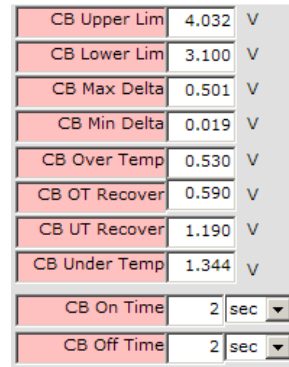 CB Upper Lim 4.032 V
CB Lower Lim 3.100 V
CB Max Delta 0.501 V
CB Min Delta 0.019 V
CB Over Temp 0.530 V
CB OT Recover 0.590 V
CB UT Recover 1.190 V
CB Under Temp 1.344 V
CB On Time 2 sec
CB Off Time 2 sec